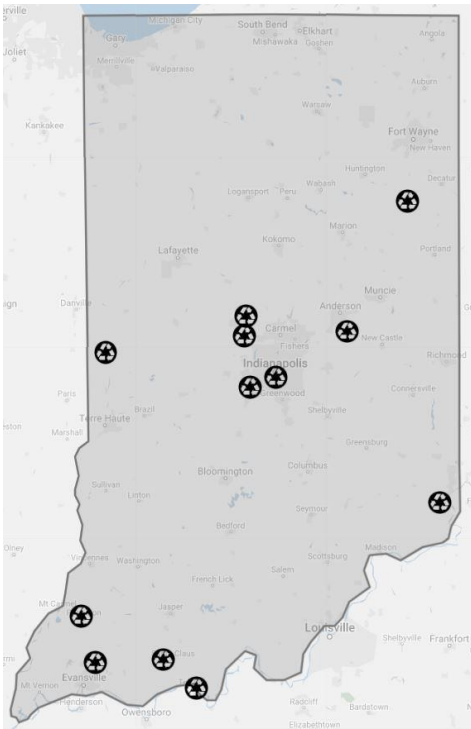 erville
Michigan City
South Bend
Elkhart
Angola
Gary
Mishawaka
Goshen
Joliet
Merrillville
Valparaiso
Auburn
Warsaw
Kankakee
Fort Wayne
New Haven
Huntington
Decatur
Logansport
Peru
Wabash
Marion
Kokomo
Lafayette
Portland
Danville
Muncie
Anderson
Carmel
New Castle
Fishers
Richmond
Indianapolis
Paris
Greenwood
Connersville
Brazil
Terre Haute
Shelbyville
Marshall
Greensburg
Bloomington
Columbus
Sullivan
Linton
Seymour
Bedford
Olney
Madison
Vincennes
Washington
Scottsburg
Salem
French Lick
Mt Carmel
Jasper
Louisville
Shelbyville
Frankfort
Claus
Evansville
Mt Vernon
Henderson
Owensboro
Radcliff
Bardstown
Elizabethtown